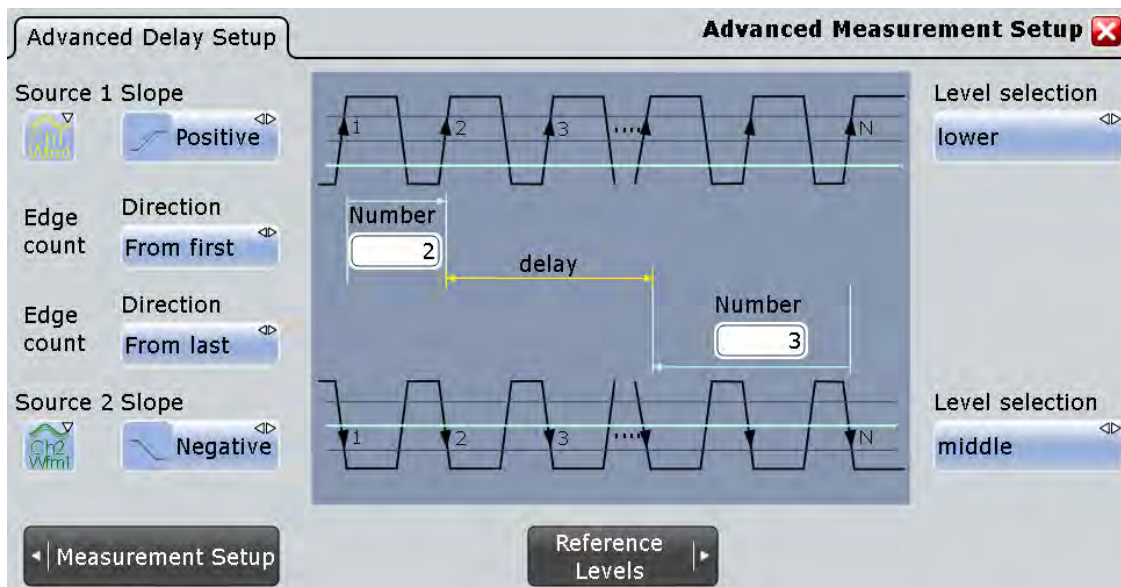 Advanced Delay Setup
Advanced Measurement Setup
Source 1 Slope
Ch1
Wfm1
Positive
Level selection
lower
1 2 3 N
Edge
count
Direction
From first
Number
2
delay
Edge
count
Direction
From last
Number
3
Source 2 Slope
Ch2
Wfm1
Negative
Level selection
middle
1 2 3 N
Measurement Setup
Reference
Levels